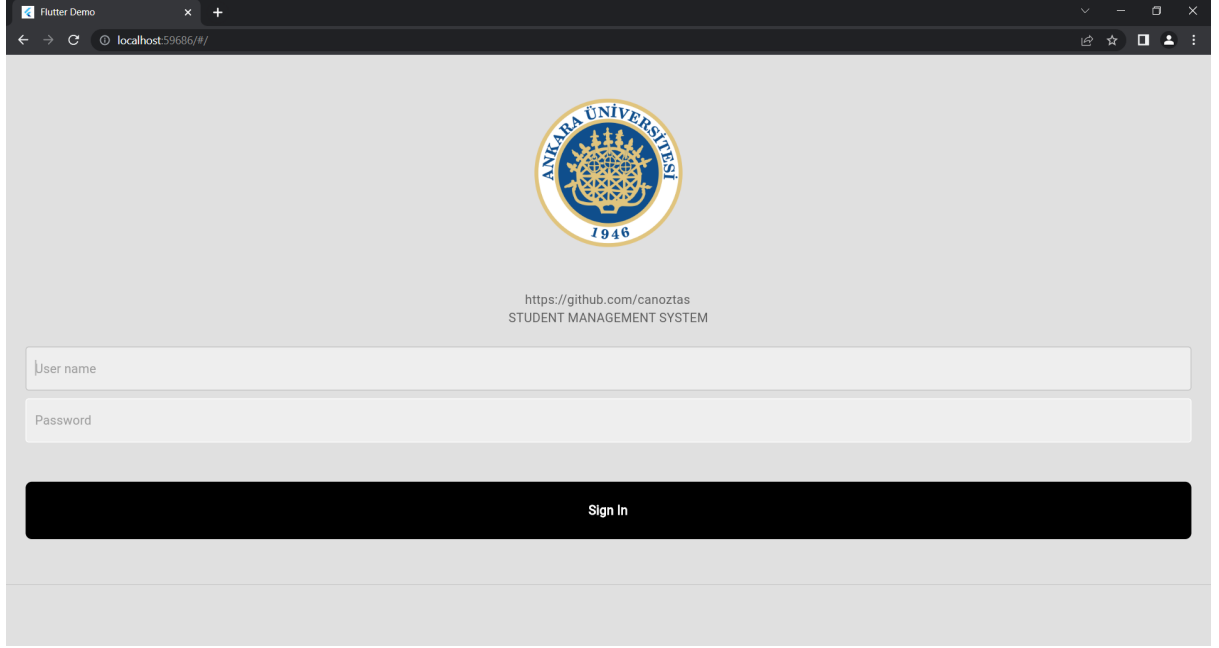 Flutter Demo
localhost:59686/#/
ANKARA ÜNİVERSİTESİ
1946
https://github.com/canoztas
STUDENT MANAGEMENT SYSTEM
User name
Password
Sign In